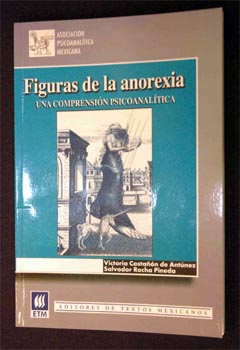 ASOCIACIÓN
PSICOANALÍTICA
MEXICANA
Figuras de la anorexia
UNA COMPRENSIÓN PSICOANALÍTICA
Victoria Castañón de Antúnez
Salvador Rocha Pineda
ETM
EDITORES DE TEXTOS MEXICANOS